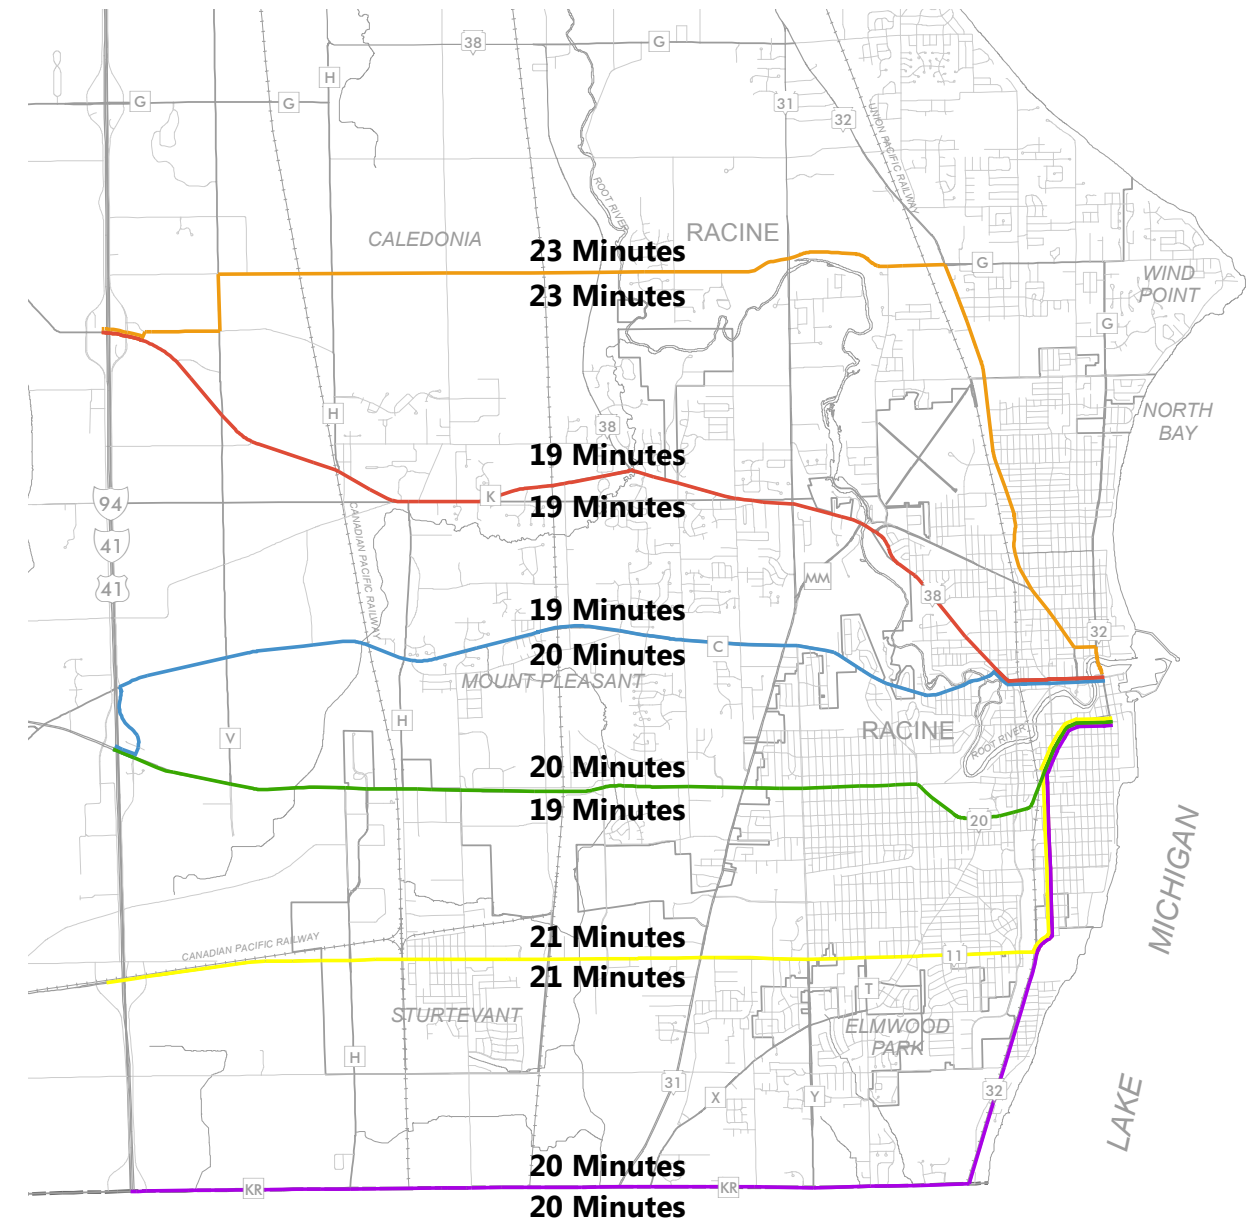 38
G
H
G
G
31
32
UNION PACIFIC RAILWAY
ROOT RIVER
CALEDONIA
RACINE
23 Minutes
G
WIND
POINT
23 Minutes
G
H
NORTH
BAY
38
19 Minutes
K
94
19 Minutes
41
CANADIAN PACIFIC RAILWAY
41
MM
38
19 Minutes
32
C
20 Minutes
MOUNT PLEASANT
H
RACINE
V
ROOT RIVER
20 Minutes
19 Minutes
20
MICHIGAN
21 Minutes
CANADIAN PACIFIC RAILWAY
11
21 Minutes
T
STURTEVANT
ELMWOOD
PARK
H
31
32
X
Y
LAKE
20 Minutes
KR
KR
20 Minutes